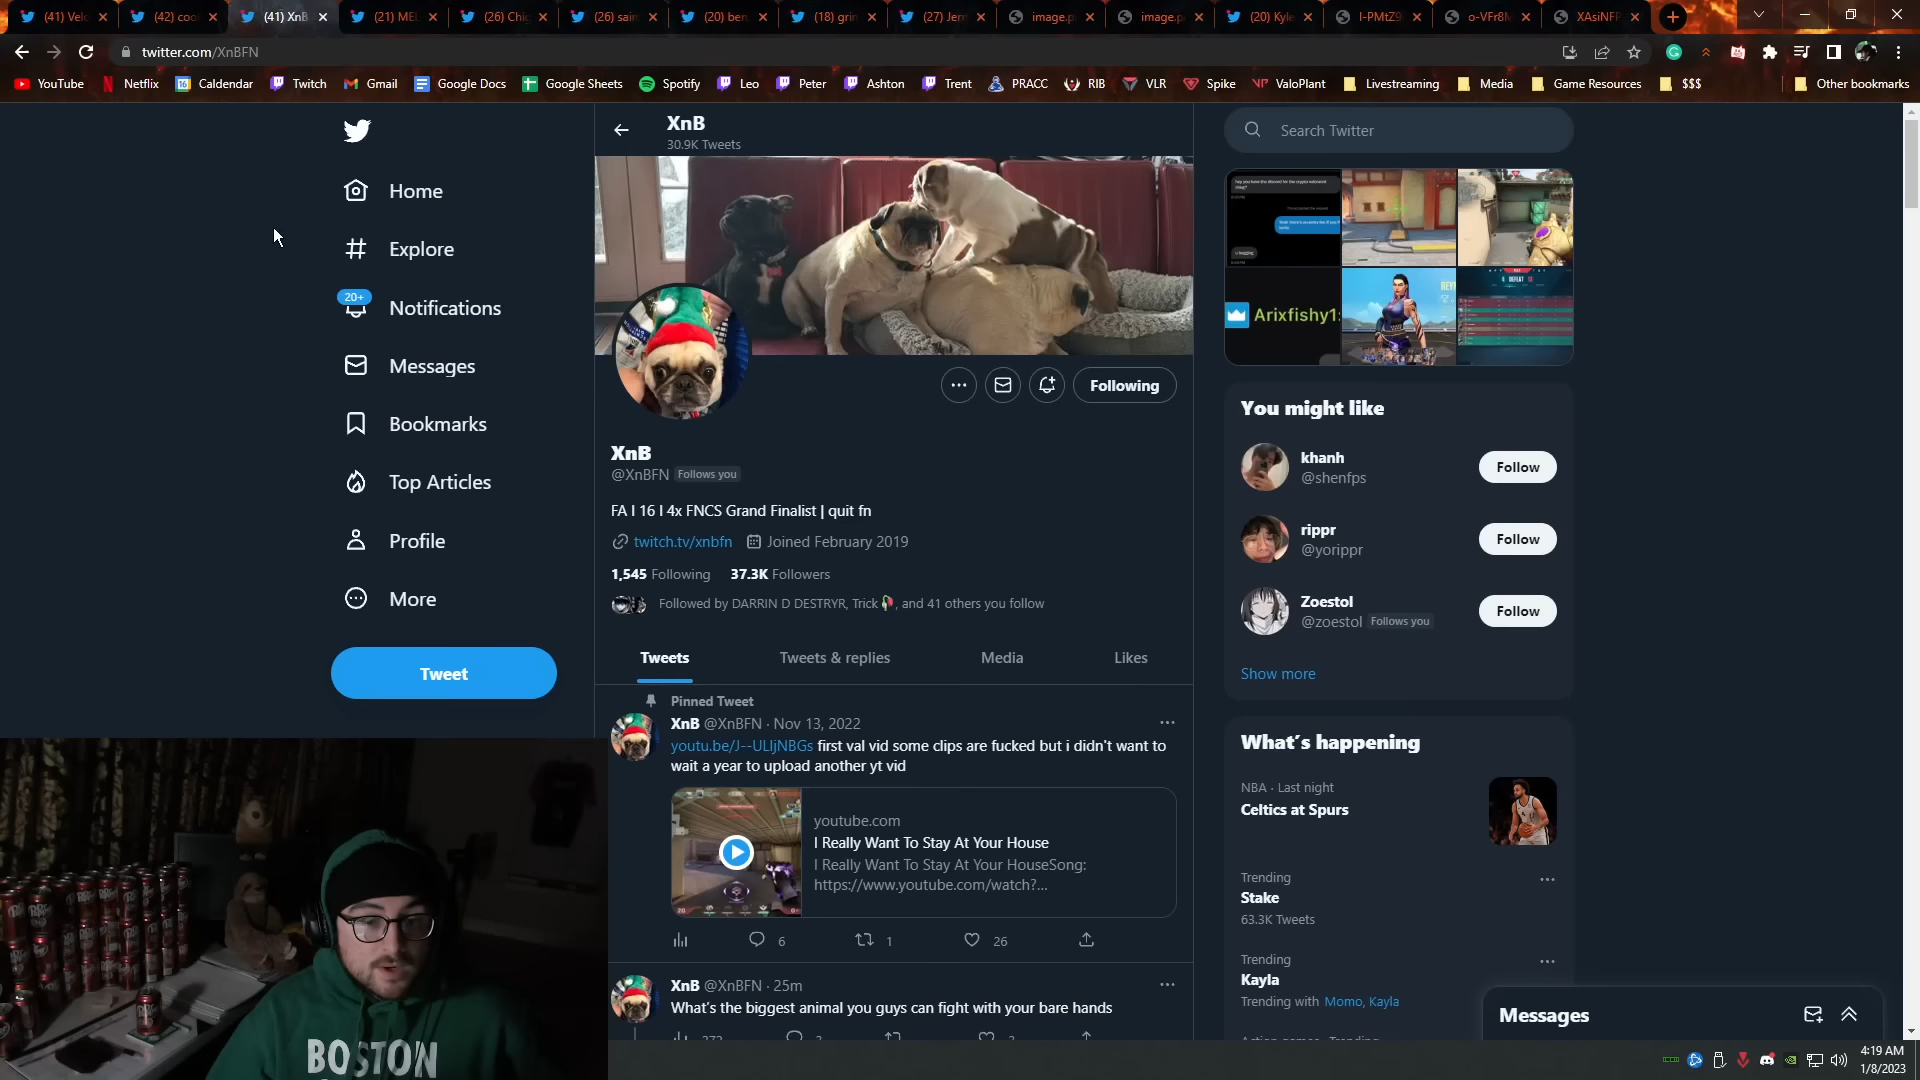 (41) Velo
(42) cool
(41) XnB
(21) MEL
(26) Chic
(26) sain
(20) ben
(18) grin
(27) Jerr
image.p
image.p
(20) Kyle
l-PMtZ9
o-VFr8M
XAsiNFP
twitter.com/XnBFN
YouTube
Netflix
Caldendar
Twitch
Gmail
Google Docs
Google Sheets
Spotify
Leo
Peter
Ashton
Trent
PRACC
RIB
VLR
Spike
ValoPlant
Livestreaming
Media
Game Resources
$$$
Other bookmarks
Home
Explore
20+
Notifications
Messages
Bookmarks
Top Articles
Profile
More
Tweet
XnB
30.9K Tweets
Following
XnB
@XnBFN Follows you
FA I 16 I 4x FNCS Grand Finalist | quit fn
twitch.tv/xnbfn Joined February 2019
1,545 Following 37.3K Followers
Followed by DARRIN D DESTRYR, Trick🥀, and 41 others you follow
Tweets
Tweets & replies
Media
Likes
Pinned Tweet
XnB @XnBFN · Nov 13, 2022
youtu.be/J--ULIjNBGs first val vid some clips are fucked but i didn't want to
wait a year to upload another yt vid
youtube.com
I Really Want To Stay At Your House
I Really Want To Stay At Your HouseSong:
https://www.youtube.com/watch?...
6
1
26
XnB @XnBFN · 25m
What's the biggest animal you guys can fight with your bare hands
Search Twitter
Arixfishy1:
DEFEAT
You might like
khanh
@shenfps
Follow
rippr
@yorippr
Follow
Zoestol
@zoestol Follows you
Follow
Show more
What's happening
NBA · Last night
Celtics at Spurs
Trending
Stake
63.3K Tweets
Trending
Kayla
Trending with Momo, Kayla
Messages
BOSTON
4:19 AM
1/8/2023